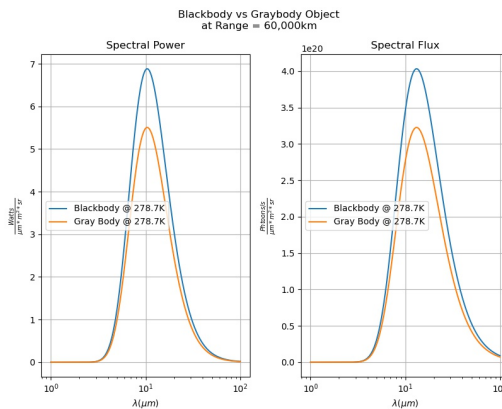 Blackbody vs Graybody Object
at Range = 60,000km
Spectral Power
7
6
5
4
3
2
1
0
Watts
μm * m² * sr
Blackbody @ 278.7K
Gray Body @ 278.7K
10⁰
10¹
10²
λ(μm)
Spectral Flux
1e20
4.0
3.5
3.0
2.5
2.0
1.5
1.0
0.5
0.0
Photons/s
μm * m² * sr
Blackbody @ 278.7K
Gray Body @ 278.7K
10⁰
10¹
10²
λ(μm)